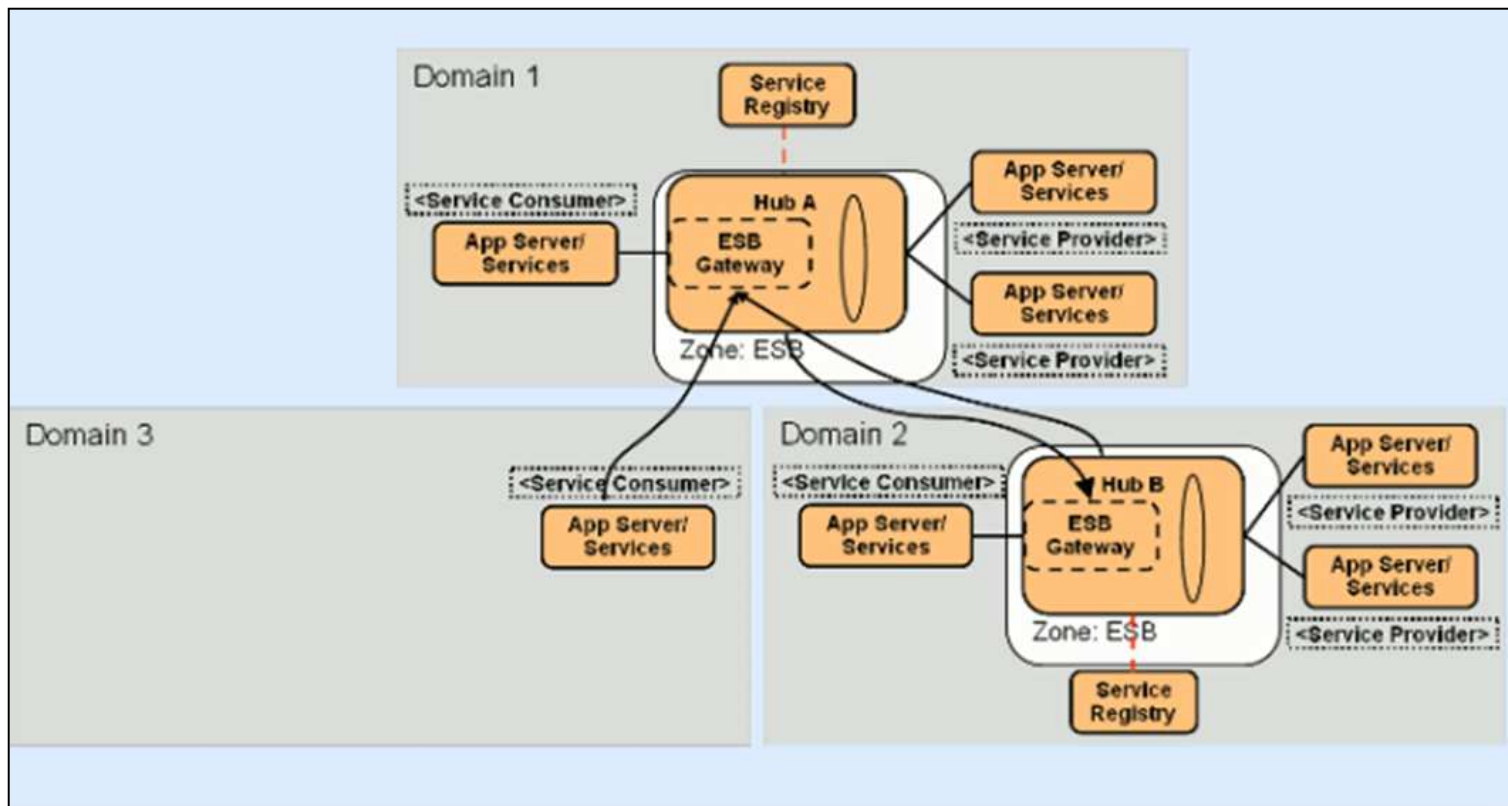 Domain 1
Service
Registry
<Service Consumer>
App Server/
Services
Hub A
ESB
Gateway
Zone: ESB
App Server/
Services
<Service Provider>
App Server/
Services
<Service Provider>
Domain 3
<Service Consumer>
App Server/
Services
Domain 2
<Service Consumer>
App Server/
Services
Hub B
ESB
Gateway
Zone: ESB
App Server/
Services
<Service Provider>
App Server/
Services
<Service Provider>
Service
Registry